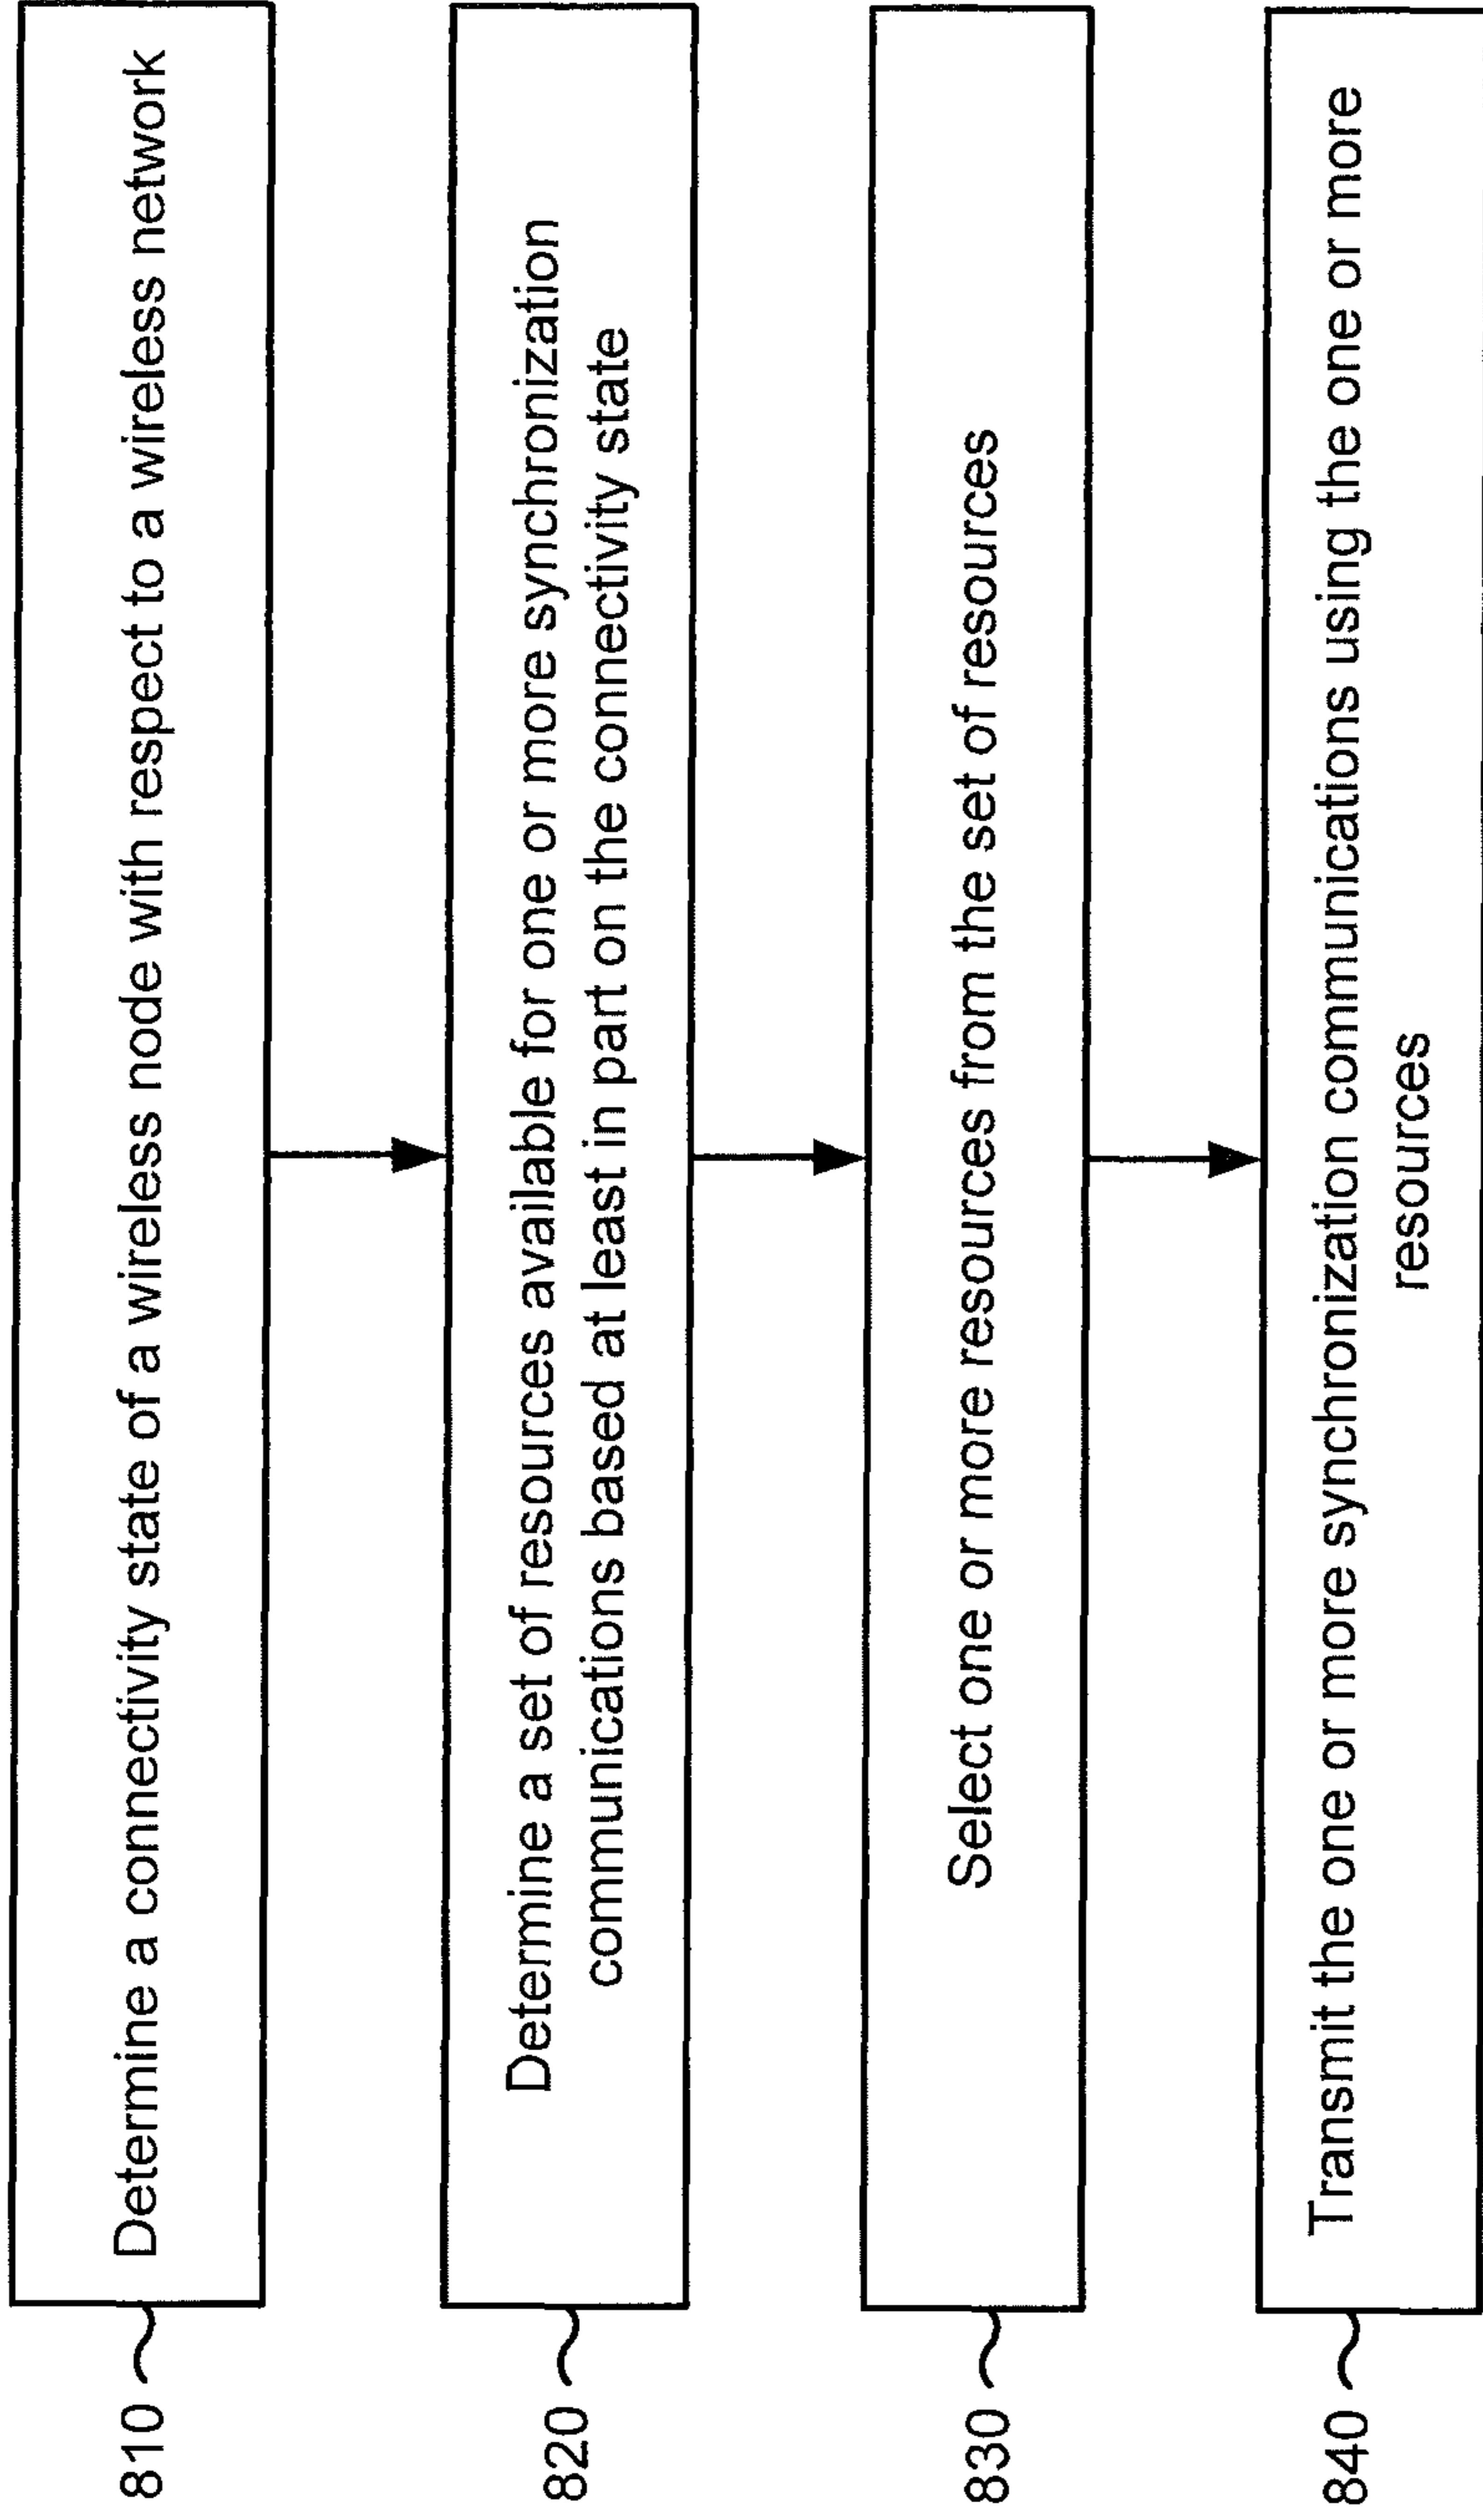 810
Determine a connectivity state of a wireless node with respect to a wireless network
820
Determine a set of resources available for one or more synchronization
communications based at least in part on the connectivity state
830
Select one or more resources from the set of resources
840
Transmit the one or more synchronization communications using the one or more
resources